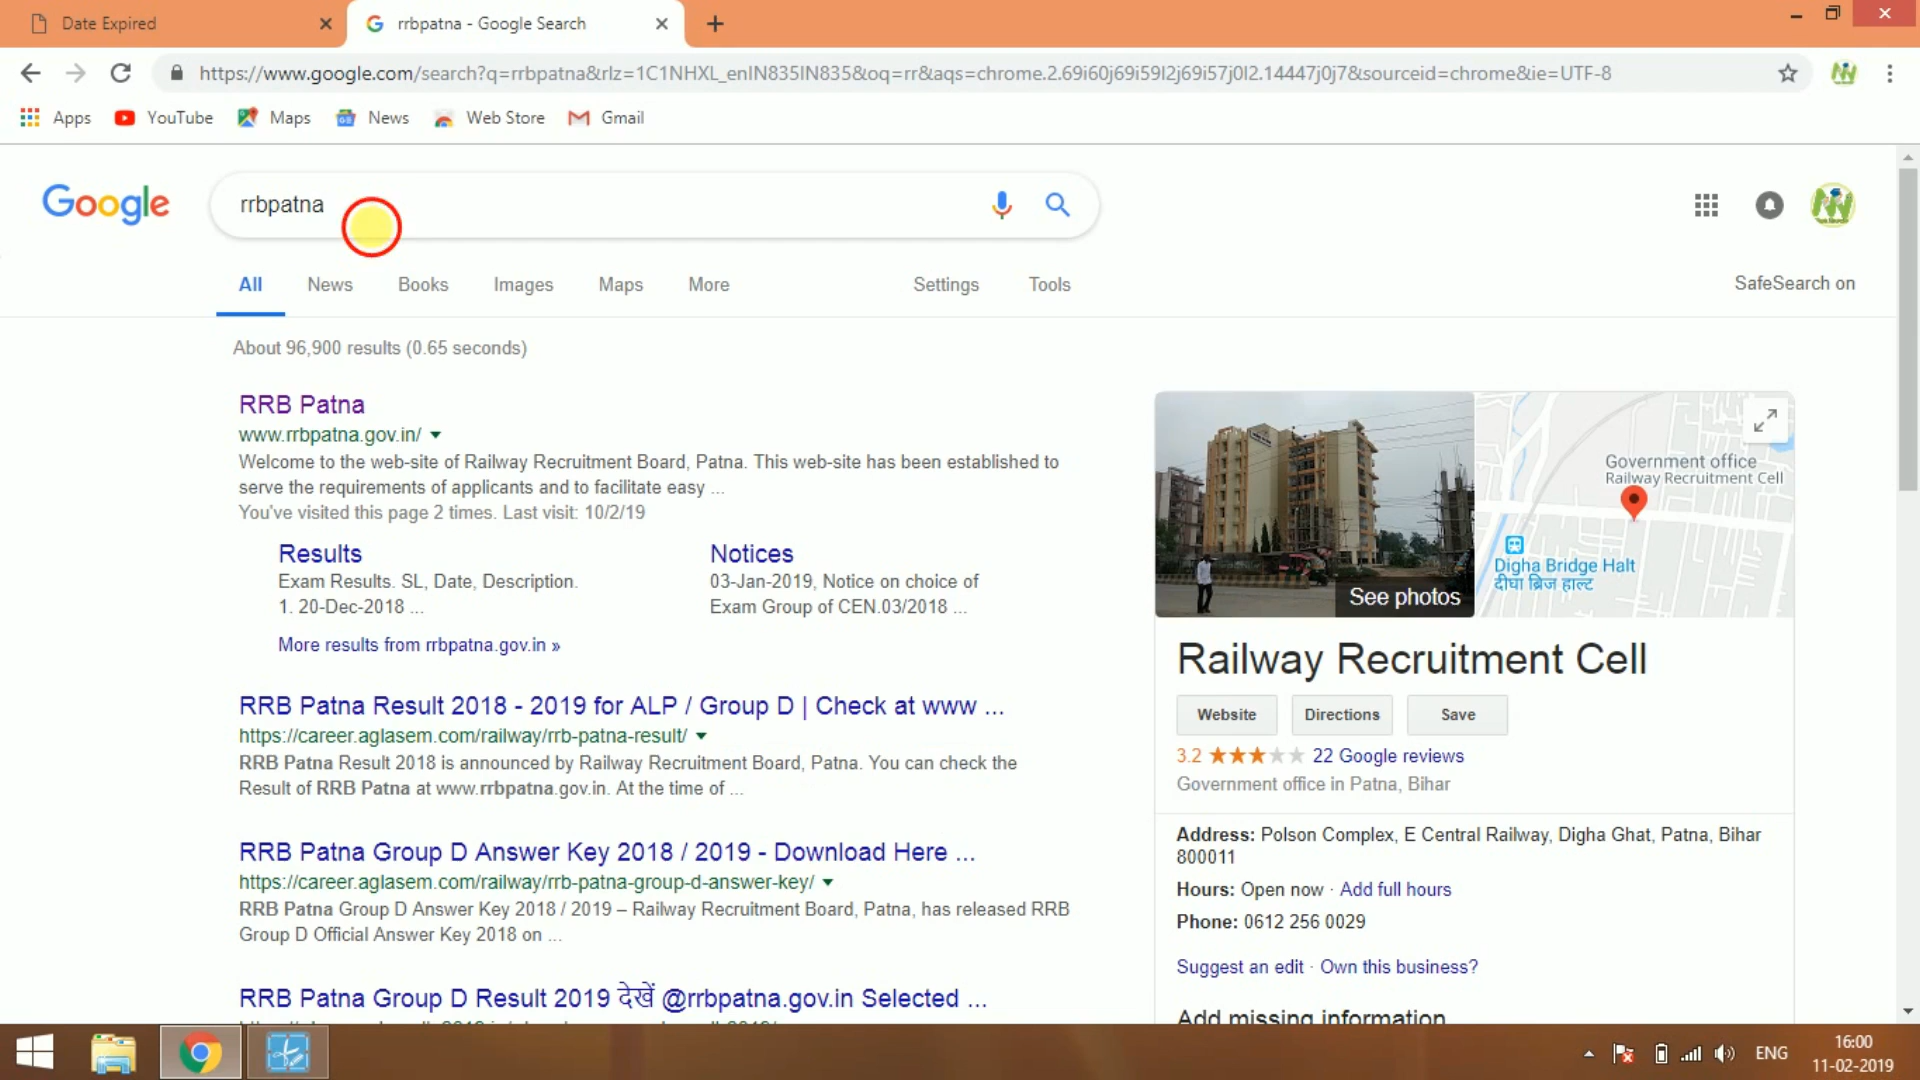 Date Expired
rrbpatna - Google Search
https://www.google.com/search?q=rrbpatna&rlz=1C1NHXL_enIN835IN835&oq=rr&aqs=chrome.2.69i60j69i59l2j69i57j0l2.14447j0j7&sourceid=chrome&ie=UTF-8
Apps YouTube Maps News Web Store Gmail
Google
rrbpatna
All News Books Images Maps More Settings Tools
SafeSearch on
About 96,900 results (0.65 seconds)
RRB Patna
www.rrbpatna.gov.in/
Welcome to the web-site of Railway Recruitment Board, Patna. This web-site has been established to
serve the requirements of applicants and to facilitate easy ...
You've visited this page 2 times. Last visit: 10/2/19
Results
Exam Results. SL, Date, Description.
1. 20-Dec-2018 ...
Notices
03-Jan-2019, Notice on choice of
Exam Group of CEN.03/2018 ...
More results from rrbpatna.gov.in »
RRB Patna Result 2018 - 2019 for ALP / Group D | Check at www ...
https://career.aglasem.com/railway/rrb-patna-result/
RRB Patna Result 2018 is announced by Railway Recruitment Board, Patna. You can check the
Result of RRB Patna at www.rrbpatna.gov.in. At the time of ...
RRB Patna Group D Answer Key 2018 / 2019 - Download Here ...
https://career.aglasem.com/railway/rrb-patna-group-d-answer-key/
RRB Patna Group D Answer Key 2018 / 2019 – Railway Recruitment Board, Patna, has released RRB
Group D Official Answer Key 2018 on ...
RRB Patna Group D Result 2019 देखें @rrbpatna.gov.in Selected ...
See photos
Government office
Railway Recruitment Cell
Digha Bridge Halt
दीघा ब्रिज हाल्ट
Railway Recruitment Cell
Website Directions Save
3.2 22 Google reviews
Government office in Patna, Bihar
Address: Polson Complex, E Central Railway, Digha Ghat, Patna, Bihar
800011
Hours: Open now · Add full hours
Phone: 0612 256 0029
Suggest an edit · Own this business?
Add missing information
ENG
16:00
11-02-2019